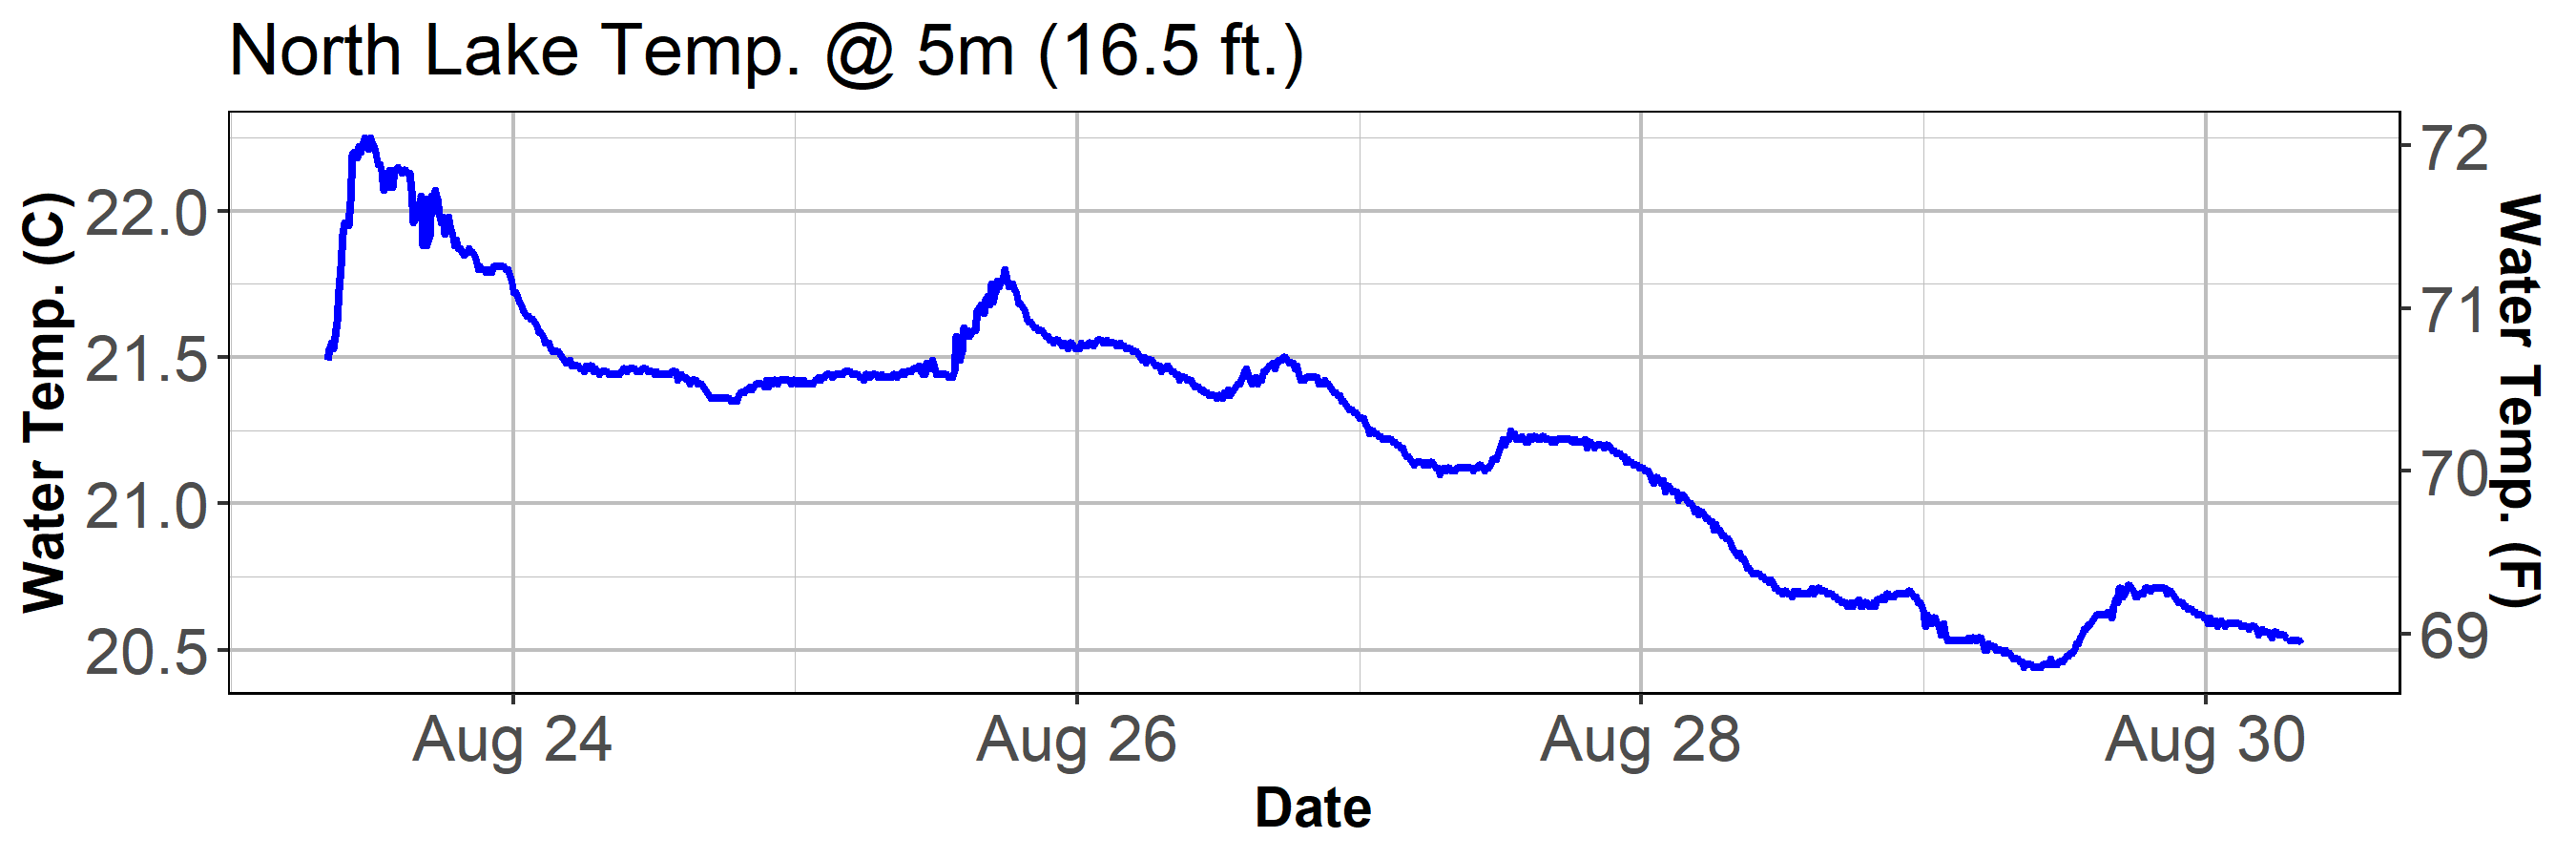 North Lake Temp. @ 5m (16.5 ft.)
Water Temp. (C)
22.0
21.5
21.0
20.5
72
71
70
69
Water Temp. (F)
Aug 24 Aug 26 Aug 28 Aug 30
Date